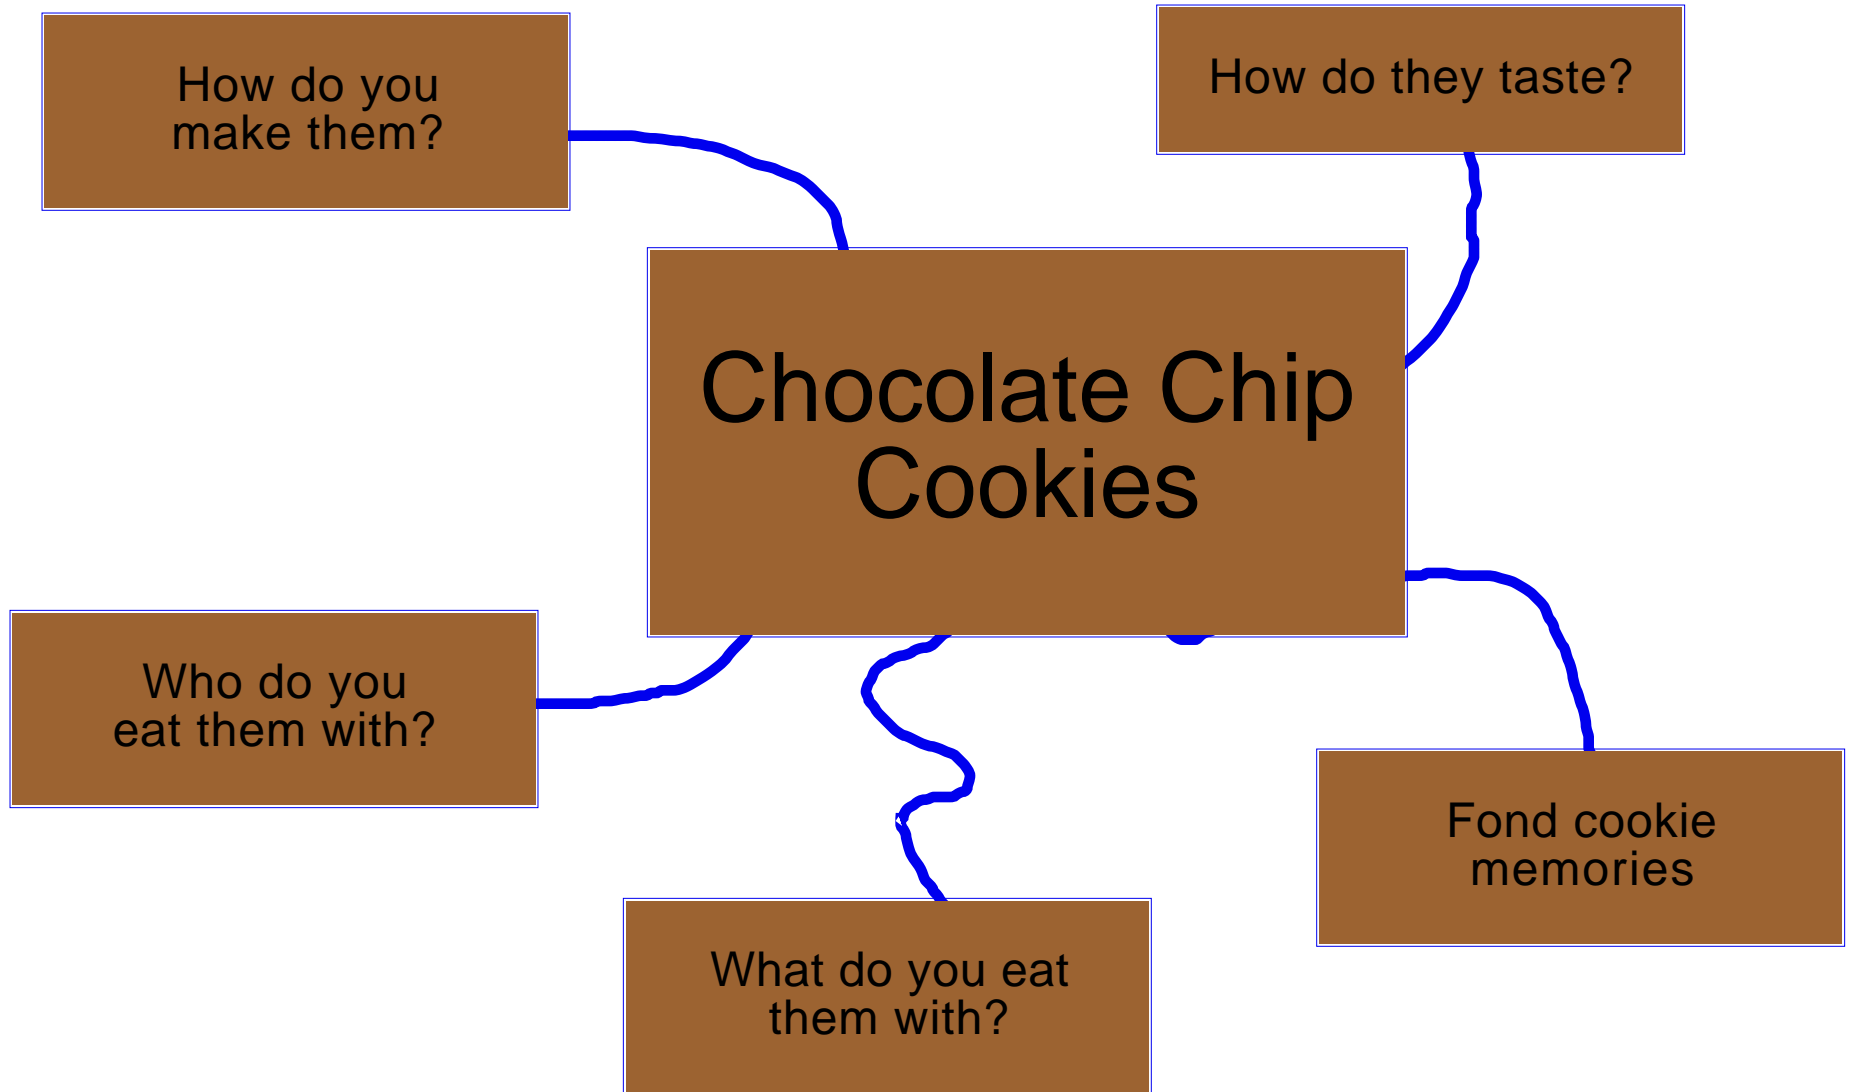 How do you
make them?
How do they taste?
Chocolate Chip
Cookies
Who do you
eat them with?
Fond cookie
memories
What do you eat
them with?